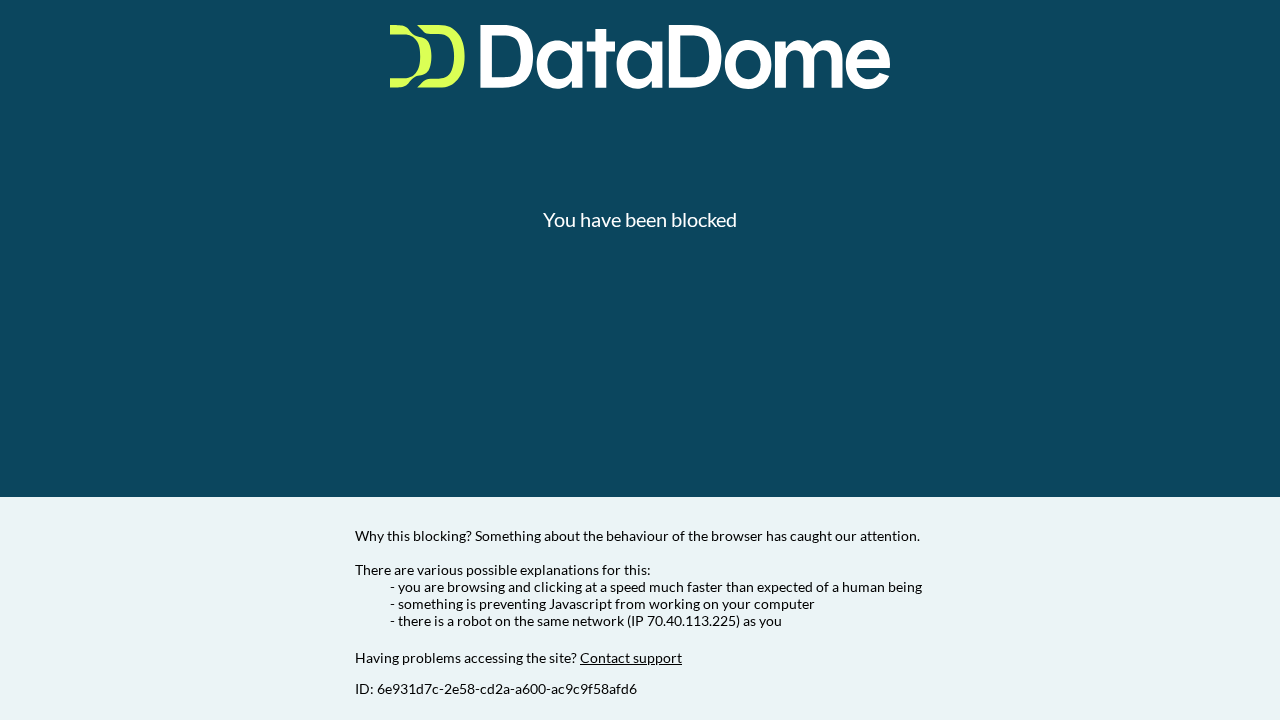 DataDome
You have been blocked
Why this blocking? Something about the behaviour of the browser has caught our attention.
There are various possible explanations for this:
- you are browsing and clicking at a speed much faster than expected of a human being
- something is preventing Javascript from working on your computer
- there is a robot on the same network (IP 70.40.113.225) as you
Having problems accessing the site? Contact support
ID: 6e931d7c-2e58-cd2a-a600-ac9c9f58afd6